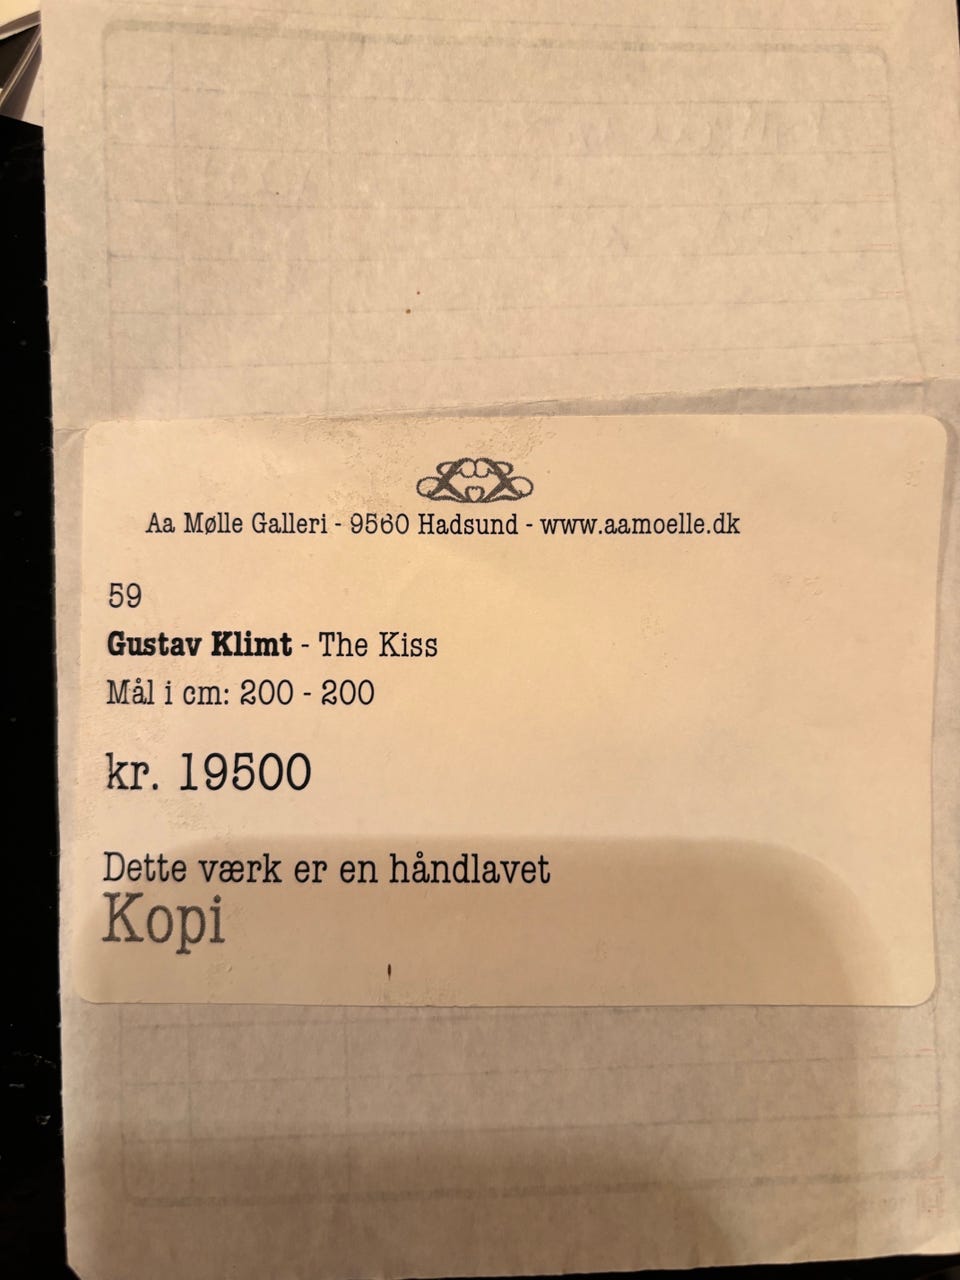 Aa Mølle Galleri - 9560 Hadsund - www.aamoelle.dk
59
Gustav Klimt - The Kiss
Mål i cm: 200 - 200
kr. 19500
Dette værk er en håndlavet
Kopi